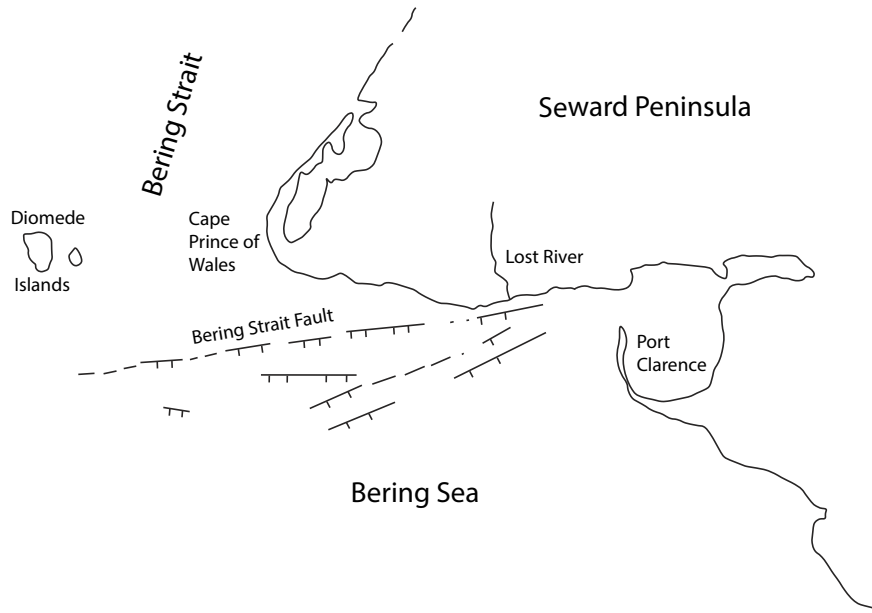 Bering Strait
Seward Peninsula
Diomede
Islands
Cape
Prince of
Wales
Lost River
Bering Strait Fault
Port
Clarence
Bering Sea